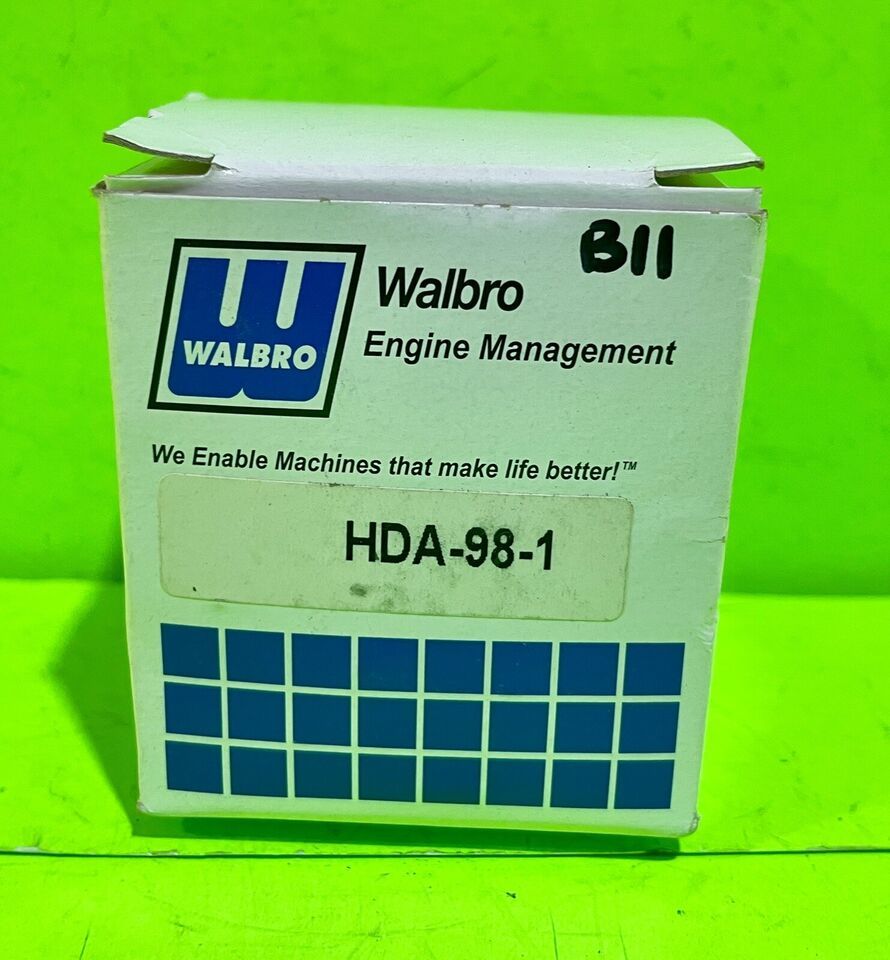 B11
WALBRO
Walbro
Engine Management
We Enable Machines that make life better!™
HDA-98-1